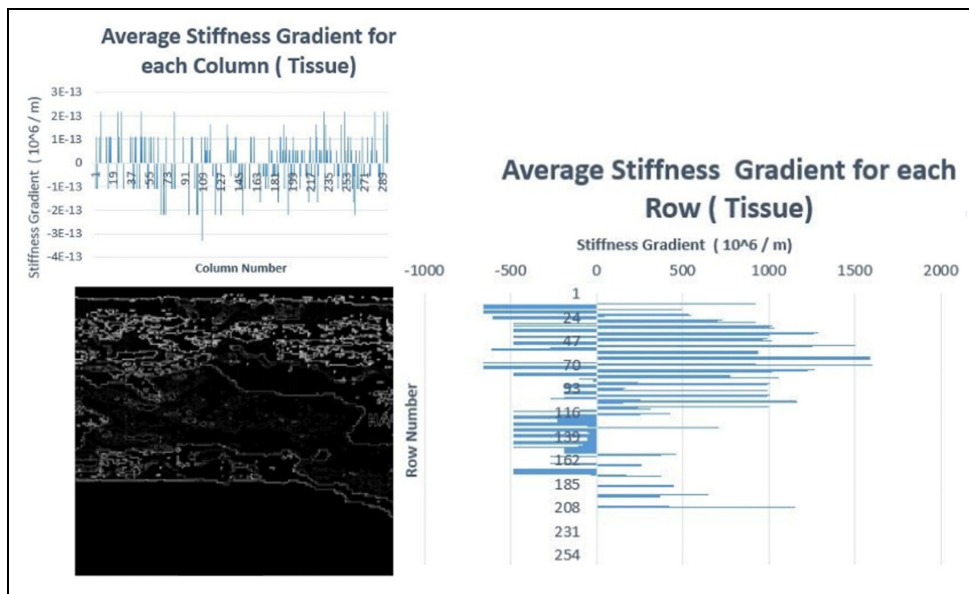 Average Stiffness Gradient for
each Column ( Tissue)
Stiffness Gradient ( 10^6 / m)
3E-13
2E-13
1E-13
0
-1E-13
-2E-13
-3E-13
-4E-13
1 19 37 55 73 91 109 127 145 163 181 199 217 235 253 271 289
Column Number
Average Stiffness Gradient for each
Row ( Tissue)
Stiffness Gradient ( 10^6 / m)
-1000 -500 0 500 1000 1500 2000
Row Number
1
24
47
70
93
116
139
162
185
208
231
254